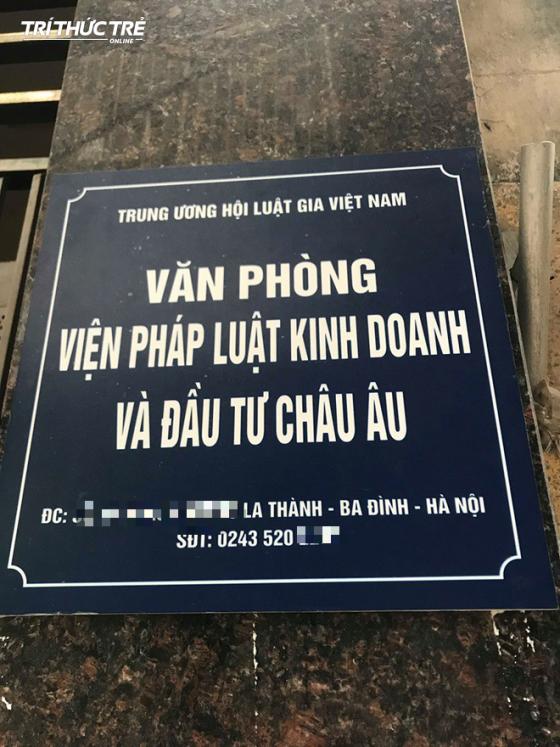 TRÍ THỨC TRẺ
ONLINE
TRUNG ƯƠNG HỘI LUẬT GIA VIỆT NAM
VĂN PHÒNG
VIỆN PHÁP LUẬT KINH DOANH
VÀ ĐẦU TƯ CHÂU ÂU
ĐC: LA THÀNH - BA ĐÌNH - HÀ NỘI
SĐT: 0243 520